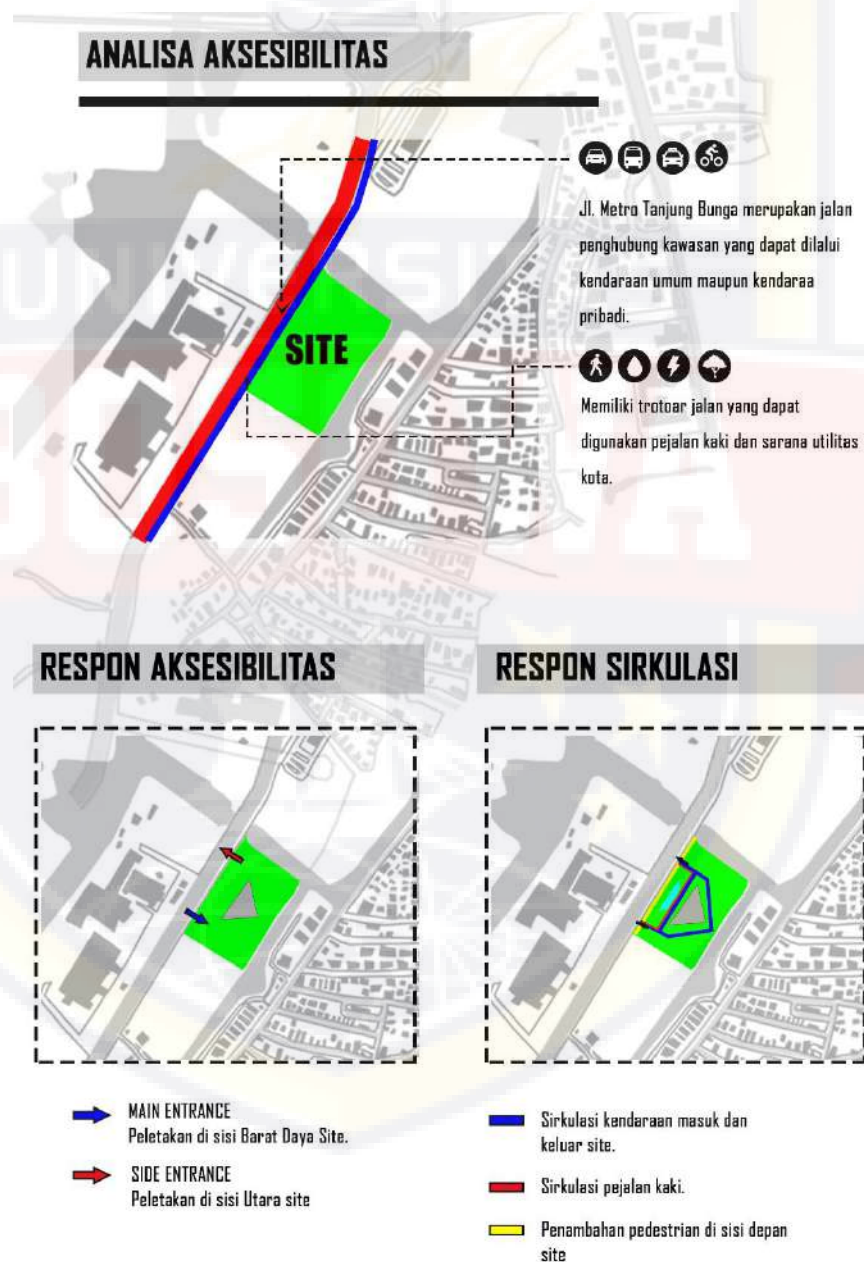 ANALISA AKSESIBILITAS
Jl. Metro Tanjung Bunga merupakan jalan
penghubung kawasan yang dapat dilalui
kendaraan umum maupun kendaraa
pribadi.
SITE
Memiliki trotoar jalan yang dapat
digunakan pejalan kaki dan sarana utilitas
kota.
RESPON AKSESIBILITAS
RESPON SIRKULASI
MAIN ENTRANCE
Peletakan di sisi Barat Daya Site.
SIDE ENTRANCE
Peletakan di sisi Utara site
Sirkulasi kendaraan masuk dan
keluar site.
Sirkulasi pejalan kaki.
Penambahan pedestrian di sisi depan
site
UNIVERSITAS
BOSOWA